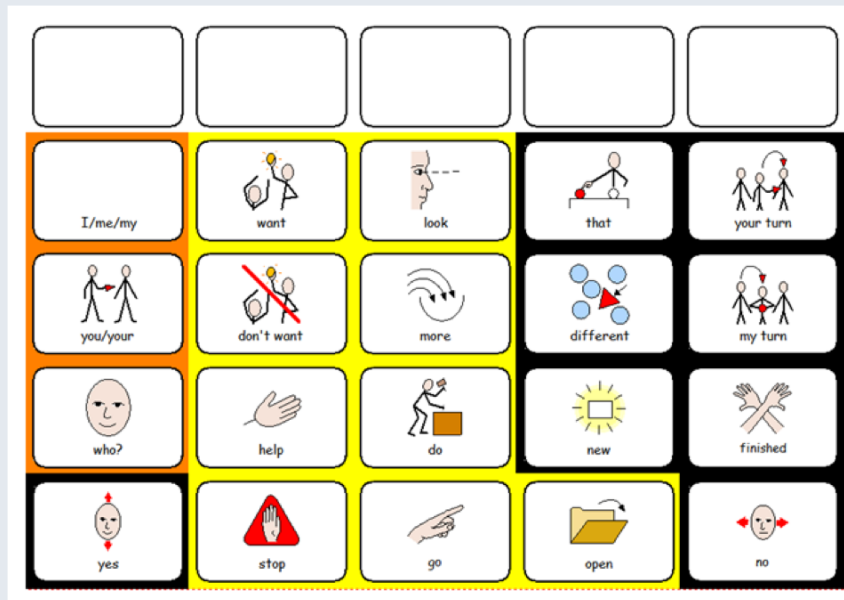 I/me/my
want
look
that
your turn
you/your
don't want
more
different
my turn
who?
help
do
new
finished
yes
stop
go
open
no